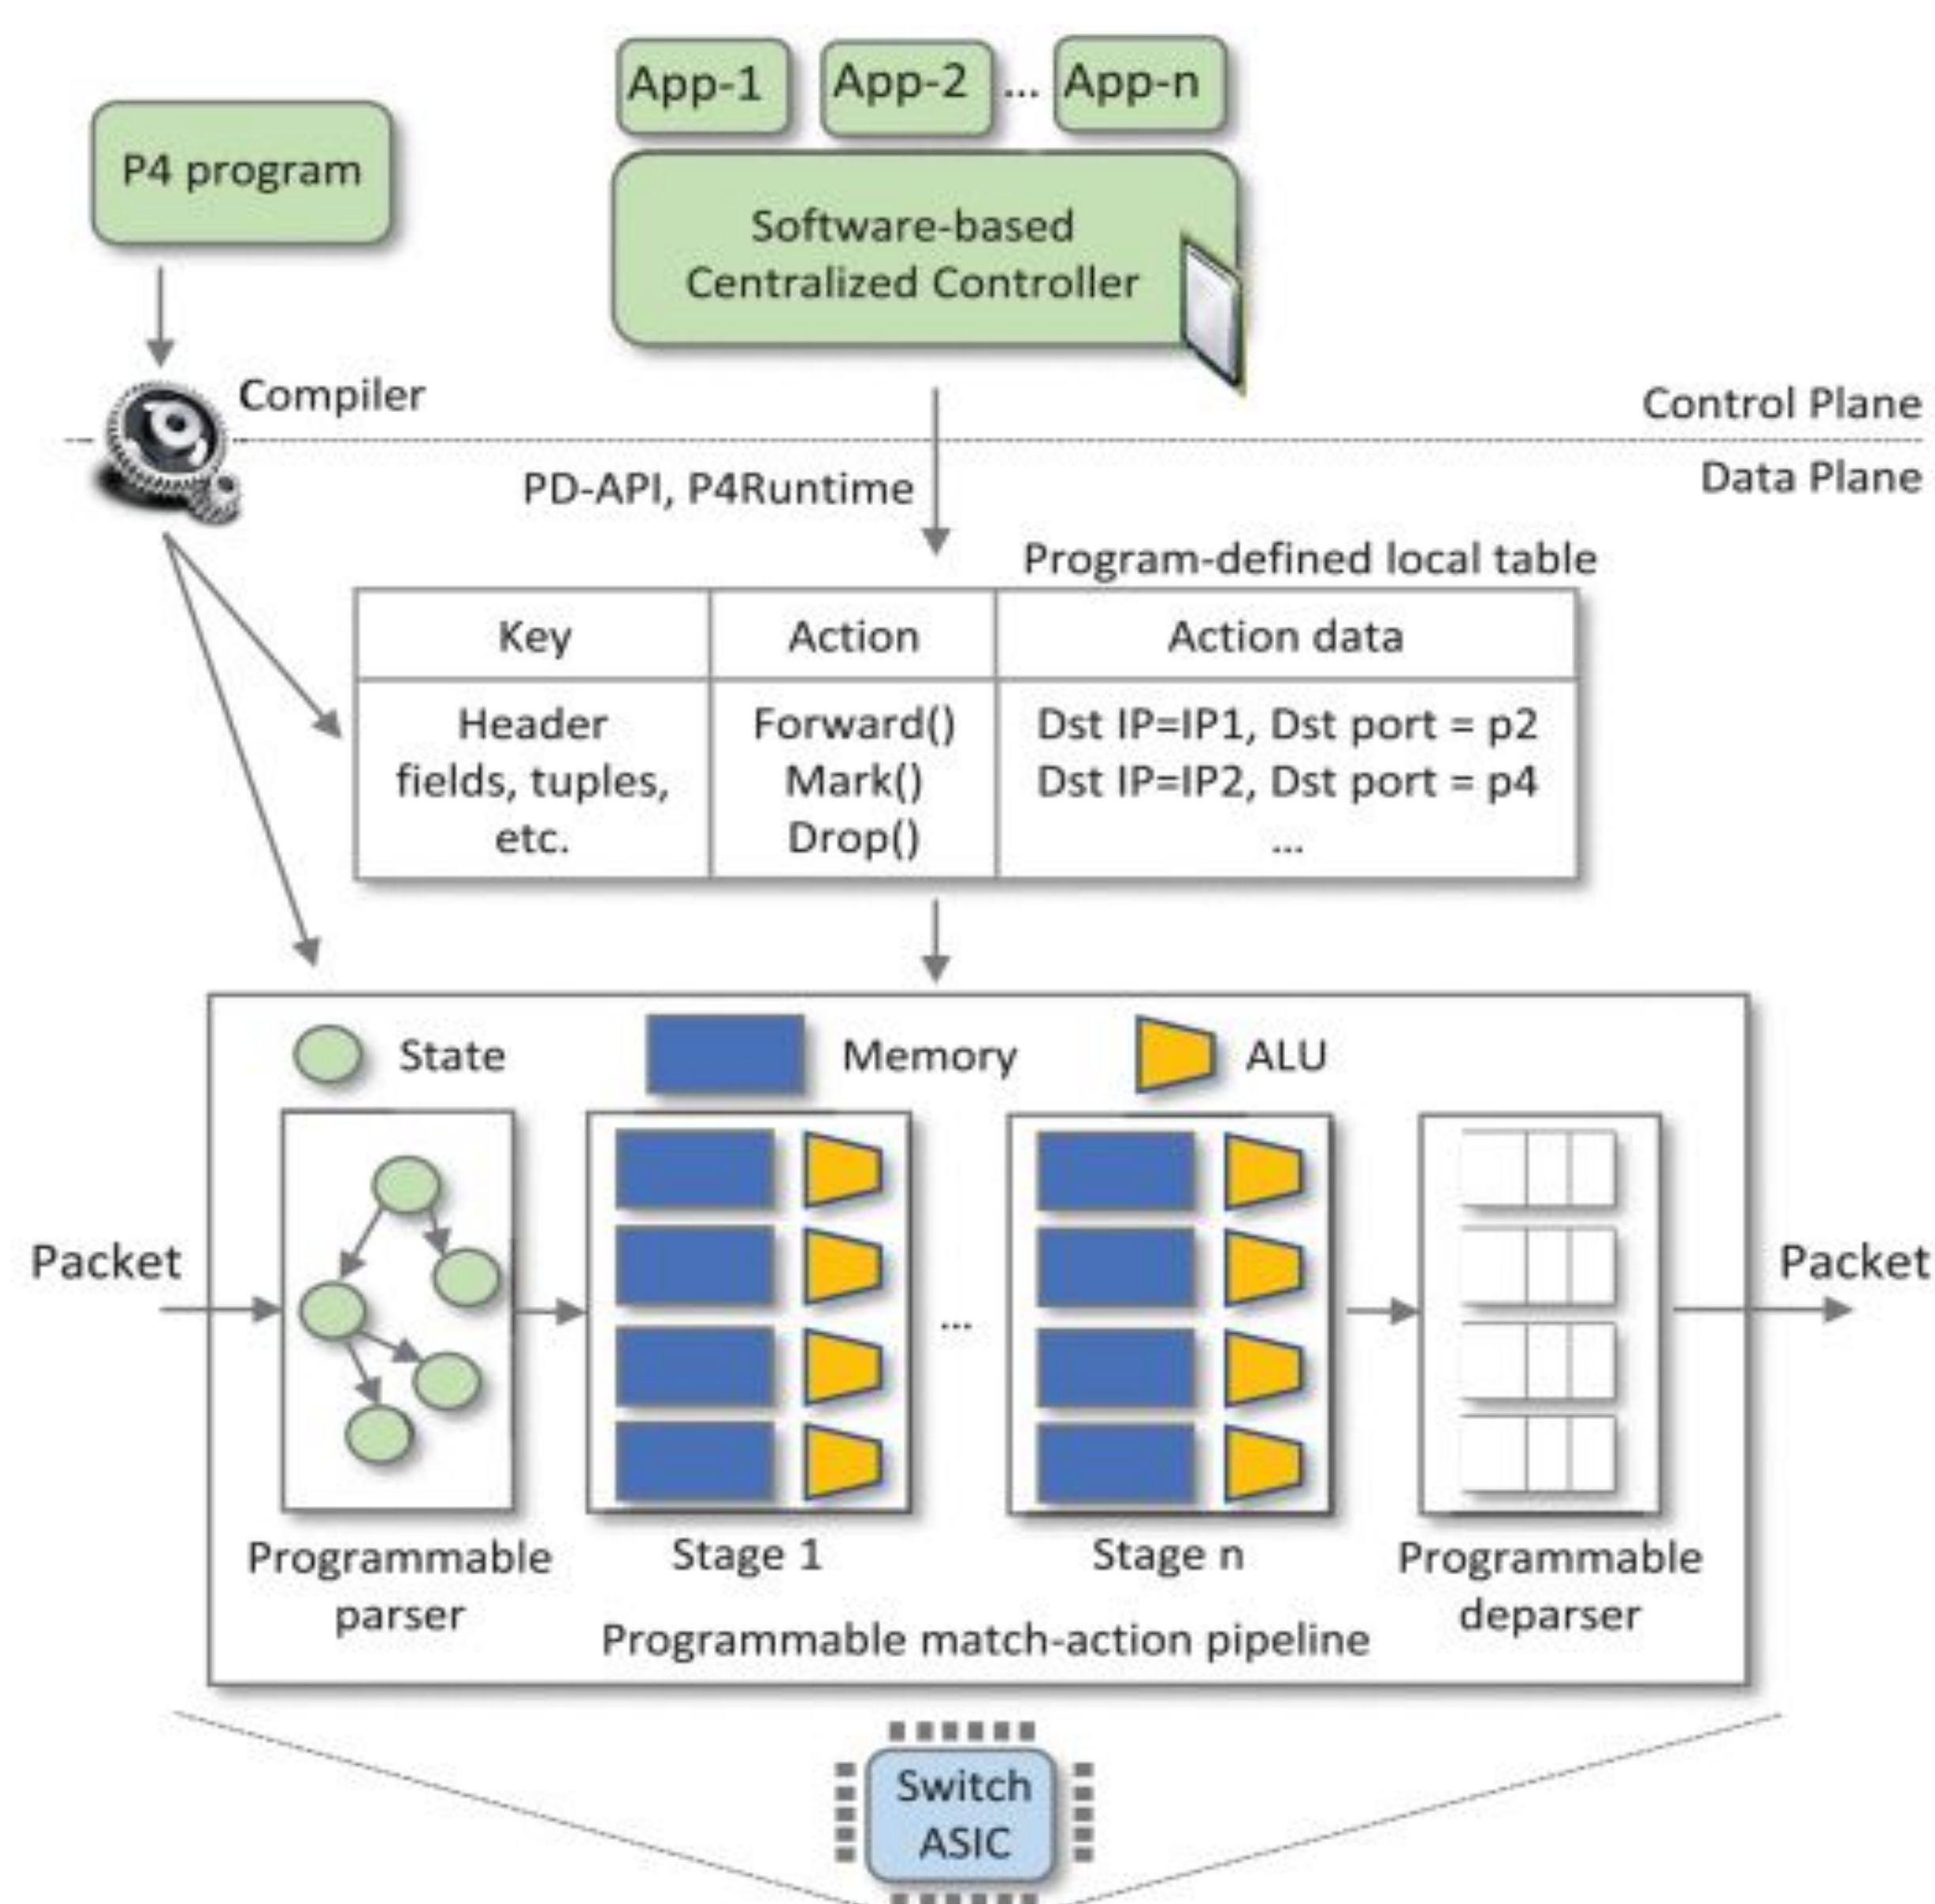 App-1 App-2 ... App-n
P4 program
Software-based
Centralized Controller
Compiler
Control Plane
Data Plane
PD-API, P4Runtime
Program-defined local table
Key Action Action data
Header Forward() Dst IP=IP1, Dst port = p2
fields, tuples, Mark() Dst IP=IP2, Dst port = p4
etc. Drop() ...
State Memory ALU
Packet
...
Packet
Programmable
parser
Stage 1
Stage n
Programmable
deparser
Programmable match-action pipeline
Switch
ASIC